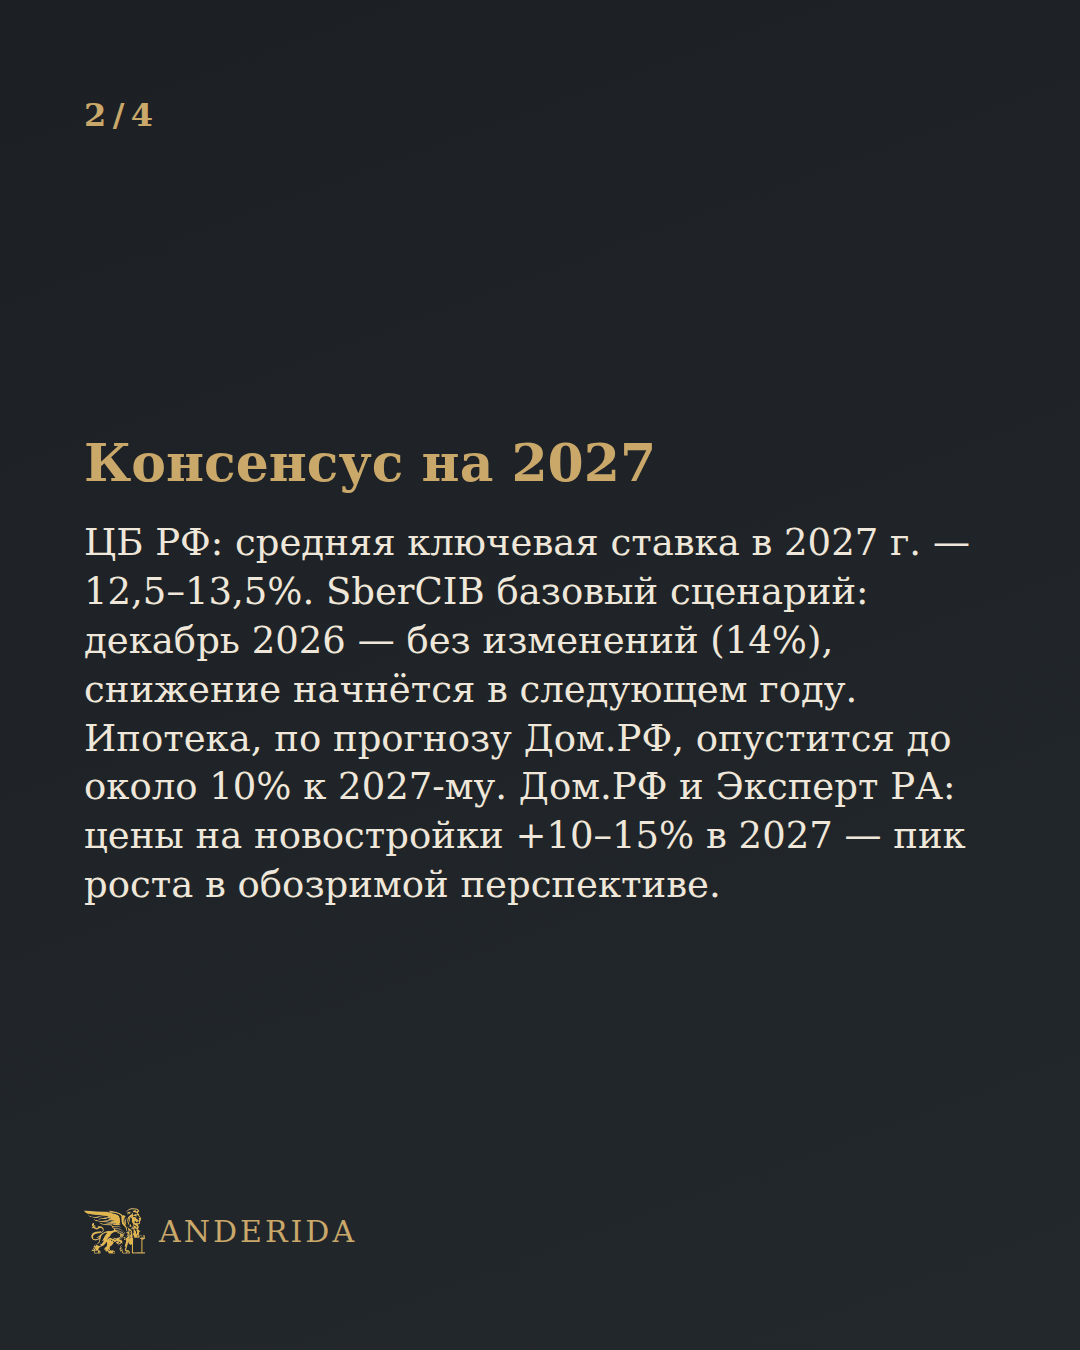 2/4
Консенсус на 2027
ЦБ РФ: средняя ключевая ставка в 2027 г. —
12,5–13,5%. SberCIB базовый сценарий:
декабрь 2026 — без изменений (14%),
снижение начнётся в следующем году.
Ипотека, по прогнозу Дом.РФ, опустится до
около 10% к 2027-му. Дом.РФ и Эксперт РА:
цены на новостройки +10–15% в 2027 — пик
роста в обозримой перспективе.
ANDERIDA